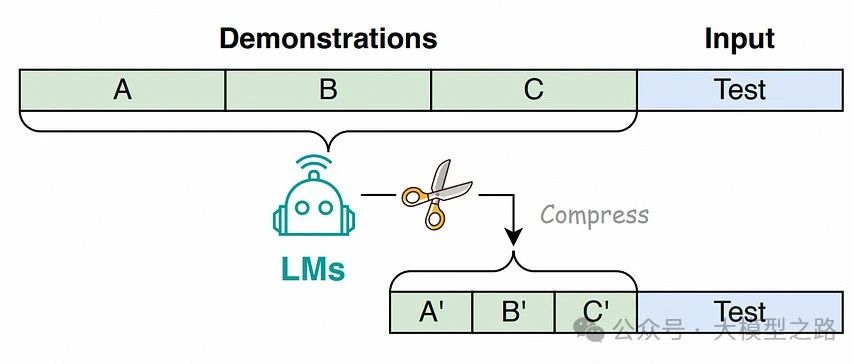 Demonstrations Input
A B C Test
LMs
Compress
A' B' C' Test
公众号 · 大模型之路